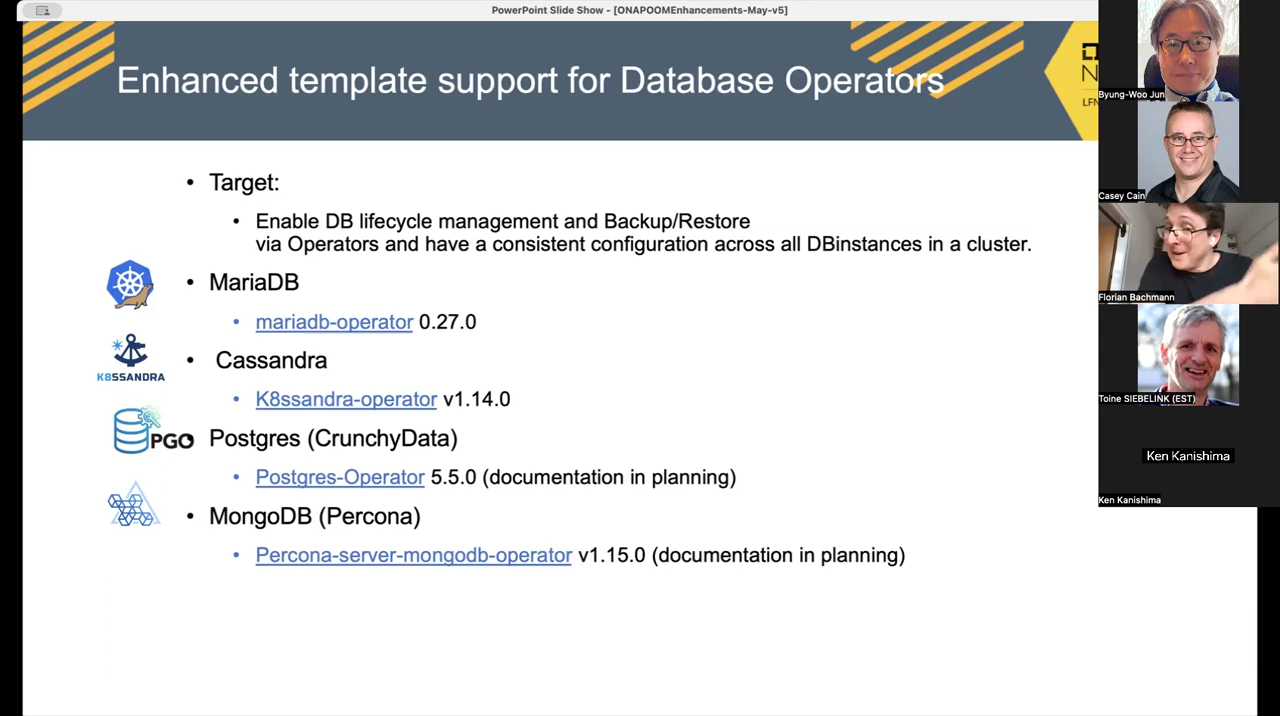 PowerPoint Slide Show - [ONAPOOMEnhancements-May-v5]
Enhanced template support for Database Operators
LFN
• Target:
• Enable DB lifecycle management and Backup/Restore
via Operators and have a consistent configuration across all DBinstances in a cluster.
• MariaDB
• mariadb-operator 0.27.0
K8SSANDRA
• Cassandra
• K8ssandra-operator v1.14.0
PGO
Postgres (CrunchyData)
• Postgres-Operator 5.5.0 (documentation in planning)
• MongoDB (Percona)
• Percona-server-mongodb-operator v1.15.0 (documentation in planning)
Byung-Woo Jun
Casey Cain
Florian Bachmann
Toine SIEBELINK (EST)
Ken Kanishima
Ken Kanishima